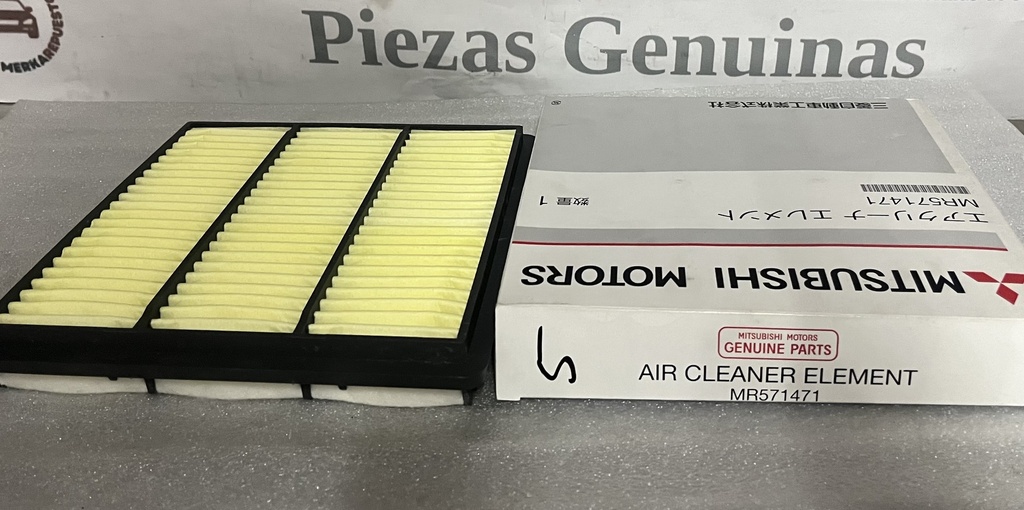 MERKAREPUESTO
Piezas Genuinas
三菱自動車工業株式会社
MR571471
エアクリーナ エレメント
数量 1
MITSUBISHI MOTORS
MITSUBISHI MOTORS
GENUINE PARTS
AIR CLEANER ELEMENT
MR571471
5